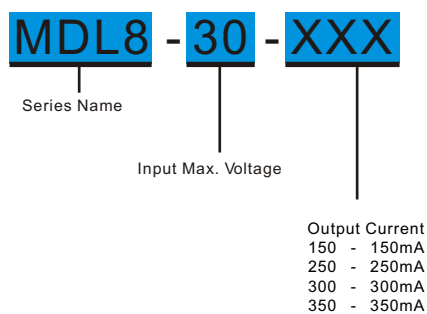 MDL8 - 30 - XXX
Series Name
Input Max. Voltage
Output Current
150 - 150mA
250 - 250mA
300 - 300mA
350 - 350mA